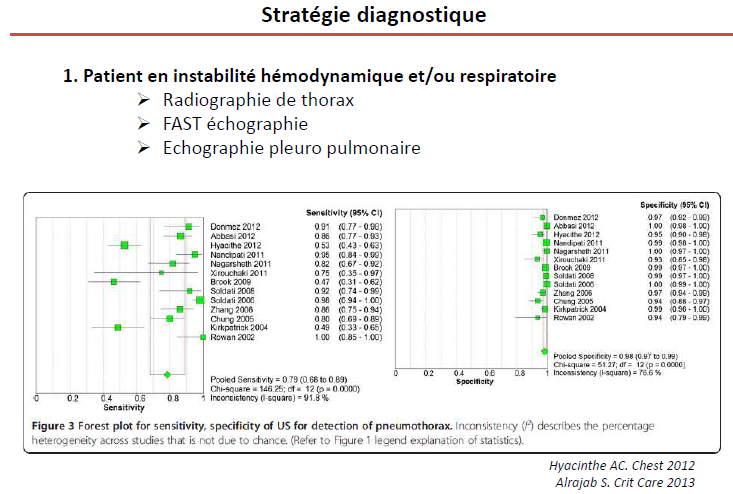 Stratégie diagnostique
1. Patient en instabilité hémodynamique et/ou respiratoire
➢ Radiographie de thorax
➢ FAST échographie
➢ Echographie pleuro pulmonaire
Sensitivity (95% CI)
Donmez 2012 0.91 (0.77 - 0.98)
Abbasi 2012 0.86 (0.77 - 0.93)
Hyacithe 2012 0.53 (0.43 - 0.63)
Nandipati 2011 0.95 (0.84 - 0.99)
Nagarsheth 2011 0.82 (0.67 - 0.92)
Xirouchaki 2011 0.75 (0.35 - 0.97)
Brook 2009 0.47 (0.31 - 0.62)
Soldati 2008 0.92 (0.74 - 0.99)
Soldati 2006 0.98 (0.94 - 1.00)
Zhang 2006 0.86 (0.75 - 0.94)
Chung 2005 0.80 (0.69 - 0.89)
Kirkpatrick 2004 0.49 (0.33 - 0.65)
Rowan 2002 1.00 (0.85 - 1.00)
Pooled Sensitivity = 0.79 (0.68 to 0.89)
Chi-square = 146.25; df = 12 (p = 0.0000)
Inconsistency (I-square) = 91.8 %
0 0.2 0.4 0.6 0.8 1
Sensitivity
Specificity (95% CI)
Donmez 2012 0.97 (0.92 - 0.99)
Abbasi 2012 1.00 (0.98 - 1.00)
Hyacithe 2012 0.95 (0.90 - 0.98)
Nandipati 2011 0.99 (0.98 - 1.00)
Nagarsheth 2011 1.00 (0.97 - 1.00)
Xirouchaki 2011 0.93 (0.85 - 0.98)
Brook 2009 0.99 (0.97 - 1.00)
Soldati 2008 0.99 (0.97 - 1.00)
Soldati 2006 1.00 (0.99 - 1.00)
Zhang 2006 0.97 (0.94 - 0.99)
Chung 2005 0.94 (0.88 - 0.97)
Kirkpatrick 2004 0.99 (0.96 - 1.00)
Rowan 2002 0.94 (0.79 - 0.99)
Pooled Specificity = 0.98 (0.97 to 0.99)
Chi-square = 51.27; df = 12 (p = 0.0000)
Inconsistency (I-square) = 76.6 %
0 0.2 0.4 0.6 0.8 1
Specificity
Figure 3 Forest plot for sensitivity, specificity of US for detection of pneumothorax. Inconsistency (I²) describes the percentage
heterogeneity across studies that is not due to chance. (Refer to Figure 1 legend explanation of statistics).
Hyacinthe AC. Chest 2012
Alrajab S. Crit Care 2013